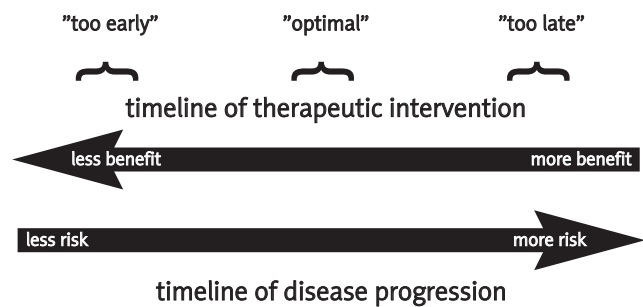 ”too early” ”optimal” ”too late”
timeline of therapeutic intervention
less benefit more benefit
less risk more risk
timeline of disease progression